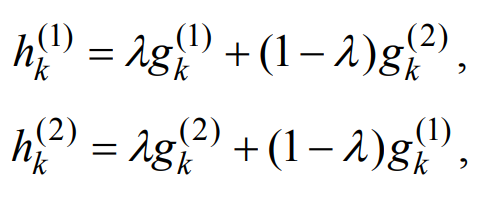 h_k^{(1)} = λg_k^{(1)} + (1 − λ)g_k^{(2)},
h_k^{(2)} = λg_k^{(2)} + (1 − λ)g_k^{(1)},